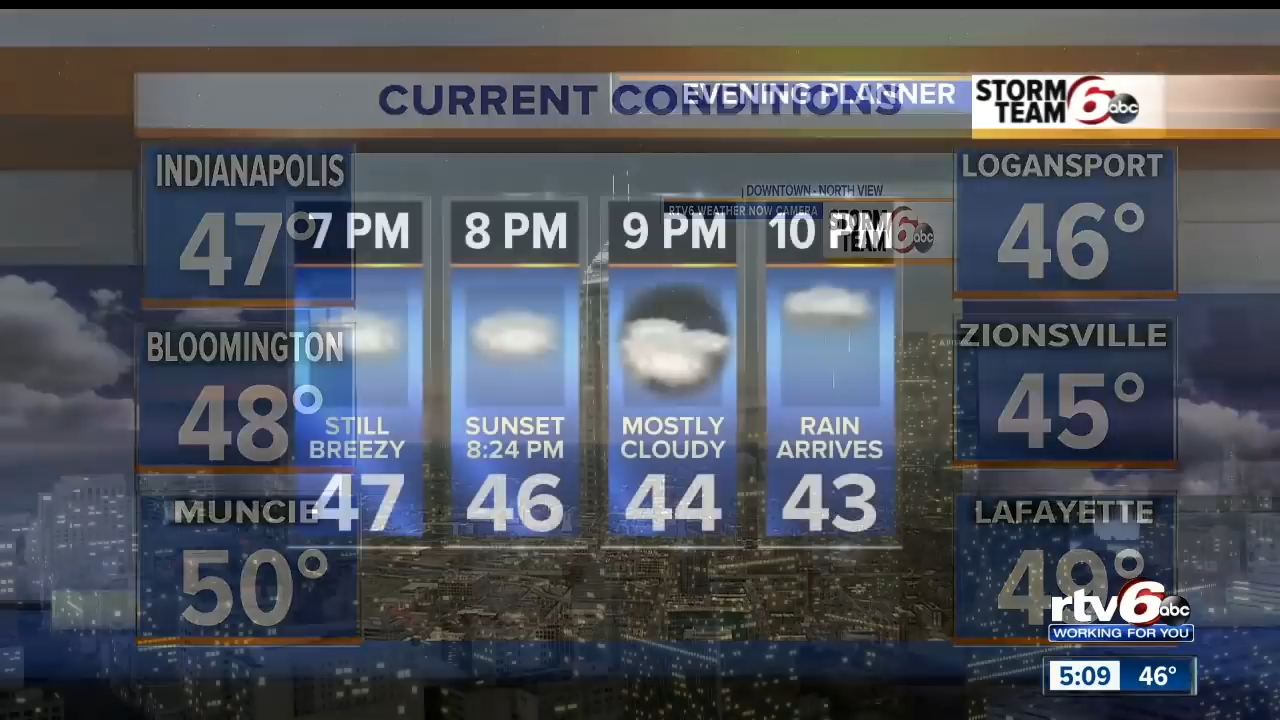 CURRENT CONDITIONS
EVENING PLANNER
STORM
TEAM 6 abc
INDIANAPOLIS
47°
BLOOMINGTON
48°
MUNCIE
50°
DOWNTOWN - NORTH VIEW
RTV6 WEATHER NOW CAMERA
STORM
TEAM 6 abc
7 PM
STILL
BREEZY
47
8 PM
SUNSET
8:24 PM
46
9 PM
MOSTLY
CLOUDY
44
10 PM
RAIN
ARRIVES
43
LOGANSPORT
46°
ZIONSVILLE
45°
LAFAYETTE
49°
rtv6 abc
WORKING FOR YOU
5:09 46°